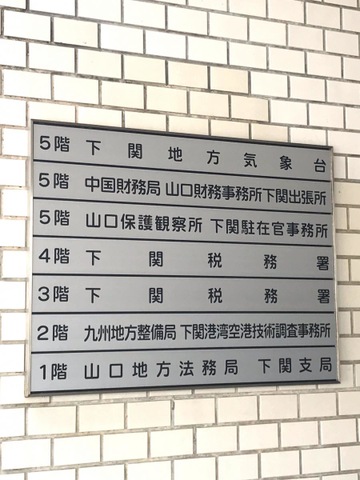 5階 下関地方気象台
5階 中国財務局 山口財務事務所下関出張所
5階 山口保護観察所 下関駐在官事務所
4階 下関税務署
3階 下関税務署
2階 九州地方整備局 下関港湾空港技術調査事務所
1階 山口地方法務局 下関支局